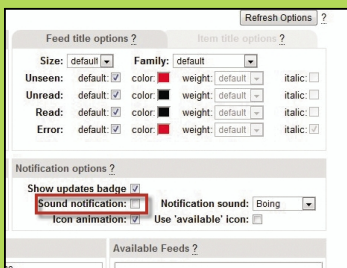 Refresh Options ?
Feed title options ? Item title options ?
Size: default Family: default
Unseen: default: color: weight: default italic:
Unread: default: color: weight: default italic:
Read: default: color: weight: default italic:
Error: default: color: weight: default italic:
Notification options ?
Show updates badge
Sound notification: Notification sound: Boing
Icon animation: Use 'available' icon:
Available Feeds ?